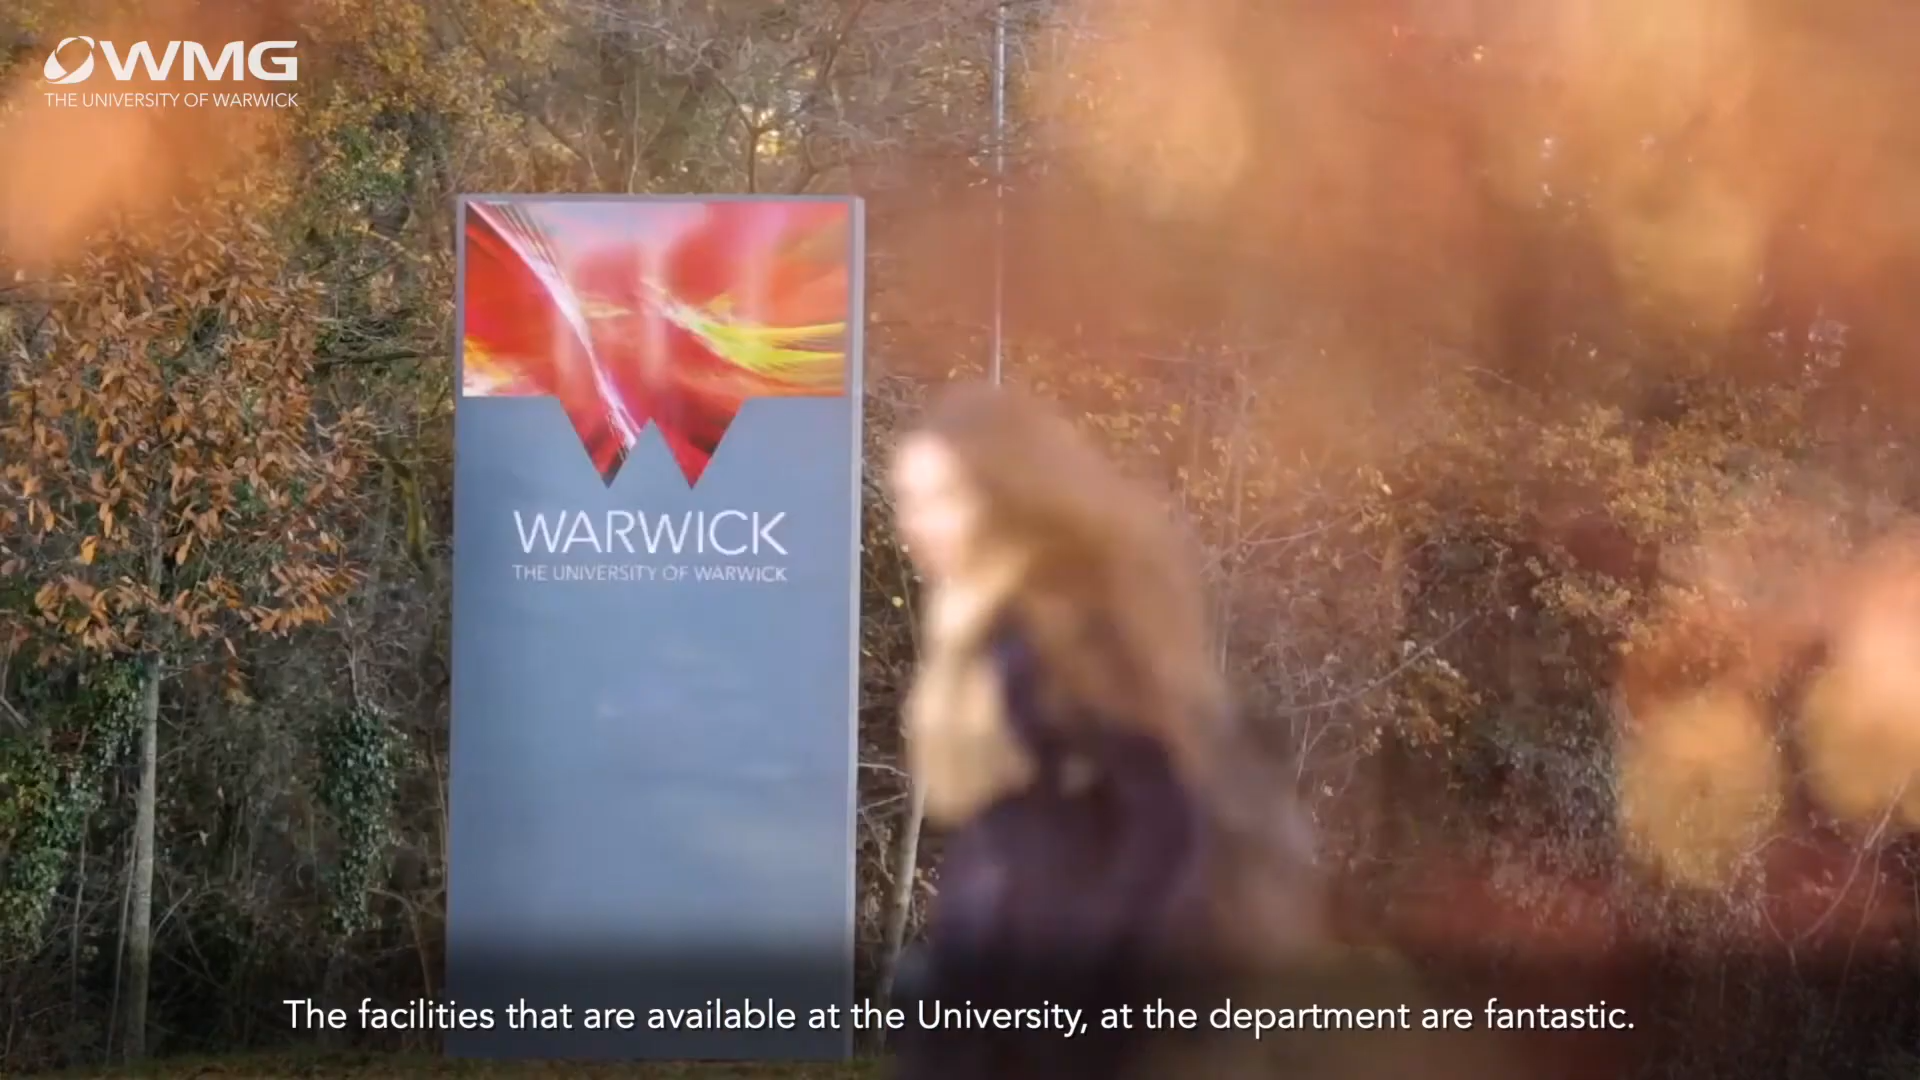 WMG
THE UNIVERSITY OF WARWICK
WARWICK
THE UNIVERSITY OF WARWICK
The facilities that are available at the University, at the department are fantastic.